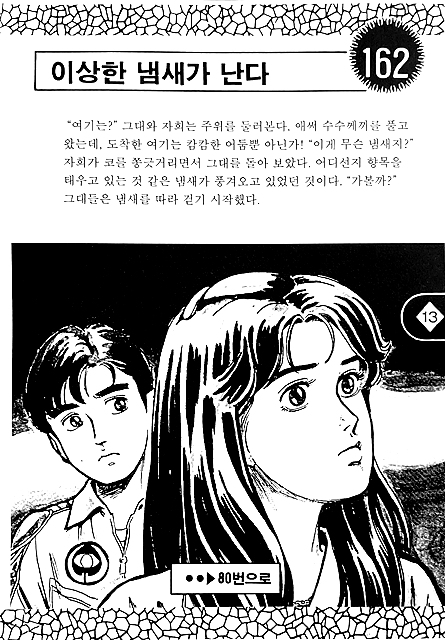 162
이상한 냄새가 난다
“여기는?” 그대와 자희는 주위를 둘러본다. 애써 수수께끼를 풀고
왔는데, 도착한 여기는 캄캄한 어둠뿐 아닌가! “이게 무슨 냄새지?”
자희가 코를 쫑긋거리면서 그대를 돌아 보았다. 어디선지 향목을
태우고 있는 것 같은 냄새가 풍겨오고 있었던 것이다. “가볼까?”
그대들은 냄새를 따라 걷기 시작했다.
13
●●▶80번으로